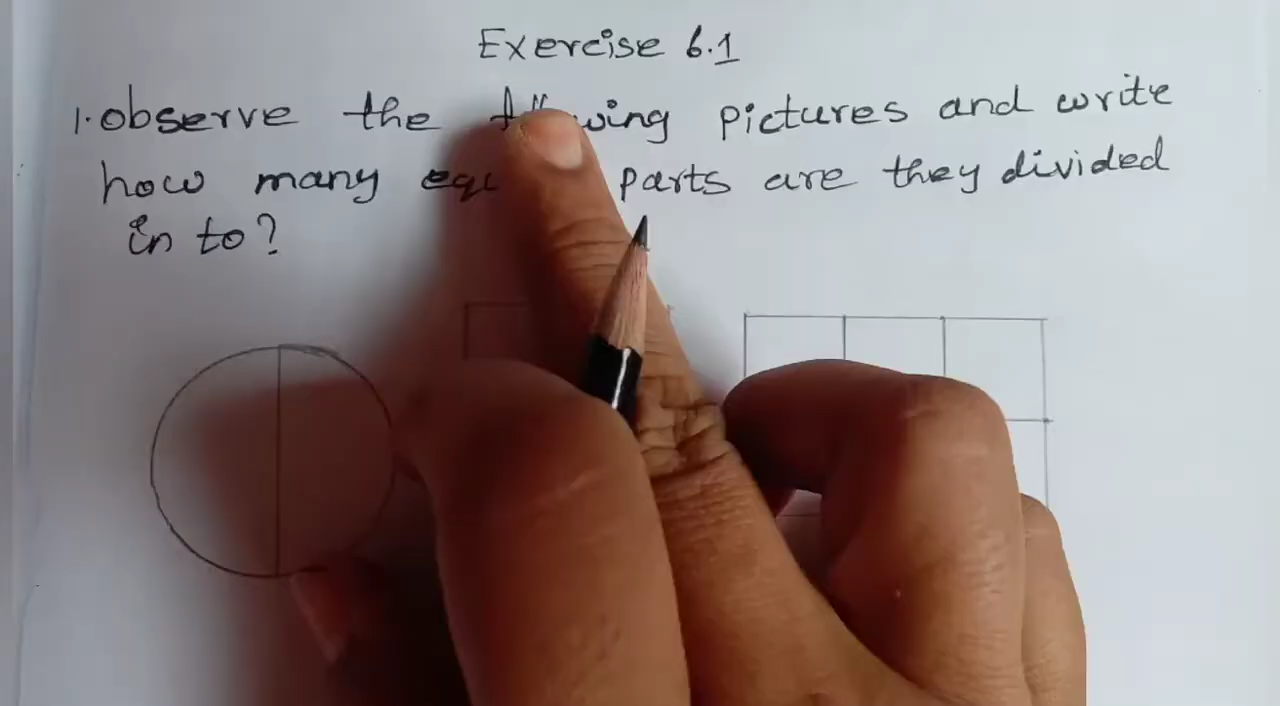 Exercise 6.1
1. observe the pictures and write
how many parts are they divided
in to?